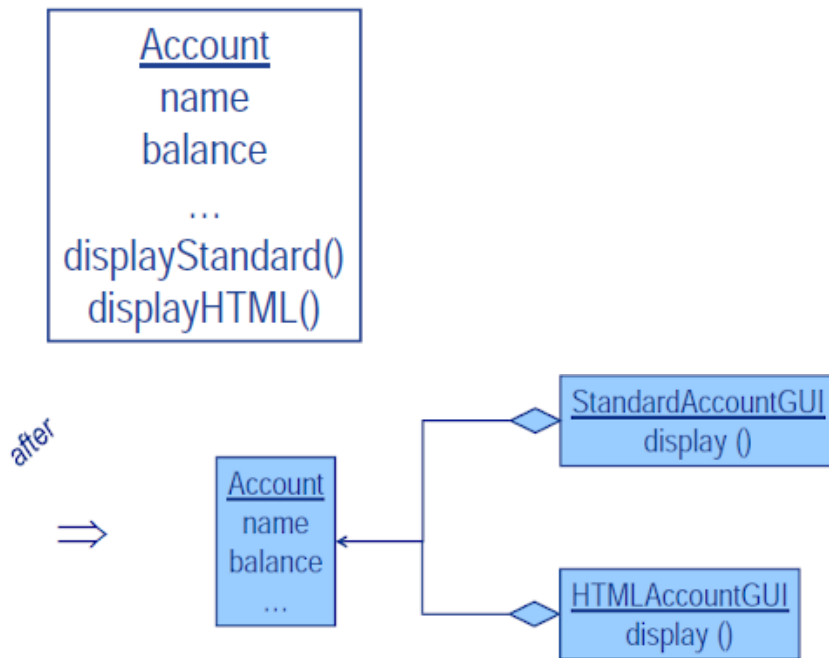 Account
name
balance
...
displayStandard()
displayHTML()
after
⇒
Account
name
balance
...
StandardAccountGUI
display ()
HTMLAccountGUI
display ()